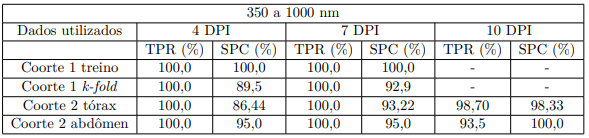 350 a 1000 nm
Dados utilizados 4 DPI 7 DPI 10 DPI
TPR (%) SPC (%) TPR (%) SPC (%) TPR (%) SPC (%)
Coorte 1 treino 100,0 100,0 100,0 100,0 - -
Coorte 1 k-fold 100,0 89,5 100,0 92,9 - -
Coorte 2 tórax 100,0 86,44 100,0 93,22 98,70 98,33
Coorte 2 abdômen 100,0 95,0 100,0 95,0 93,5 100,0